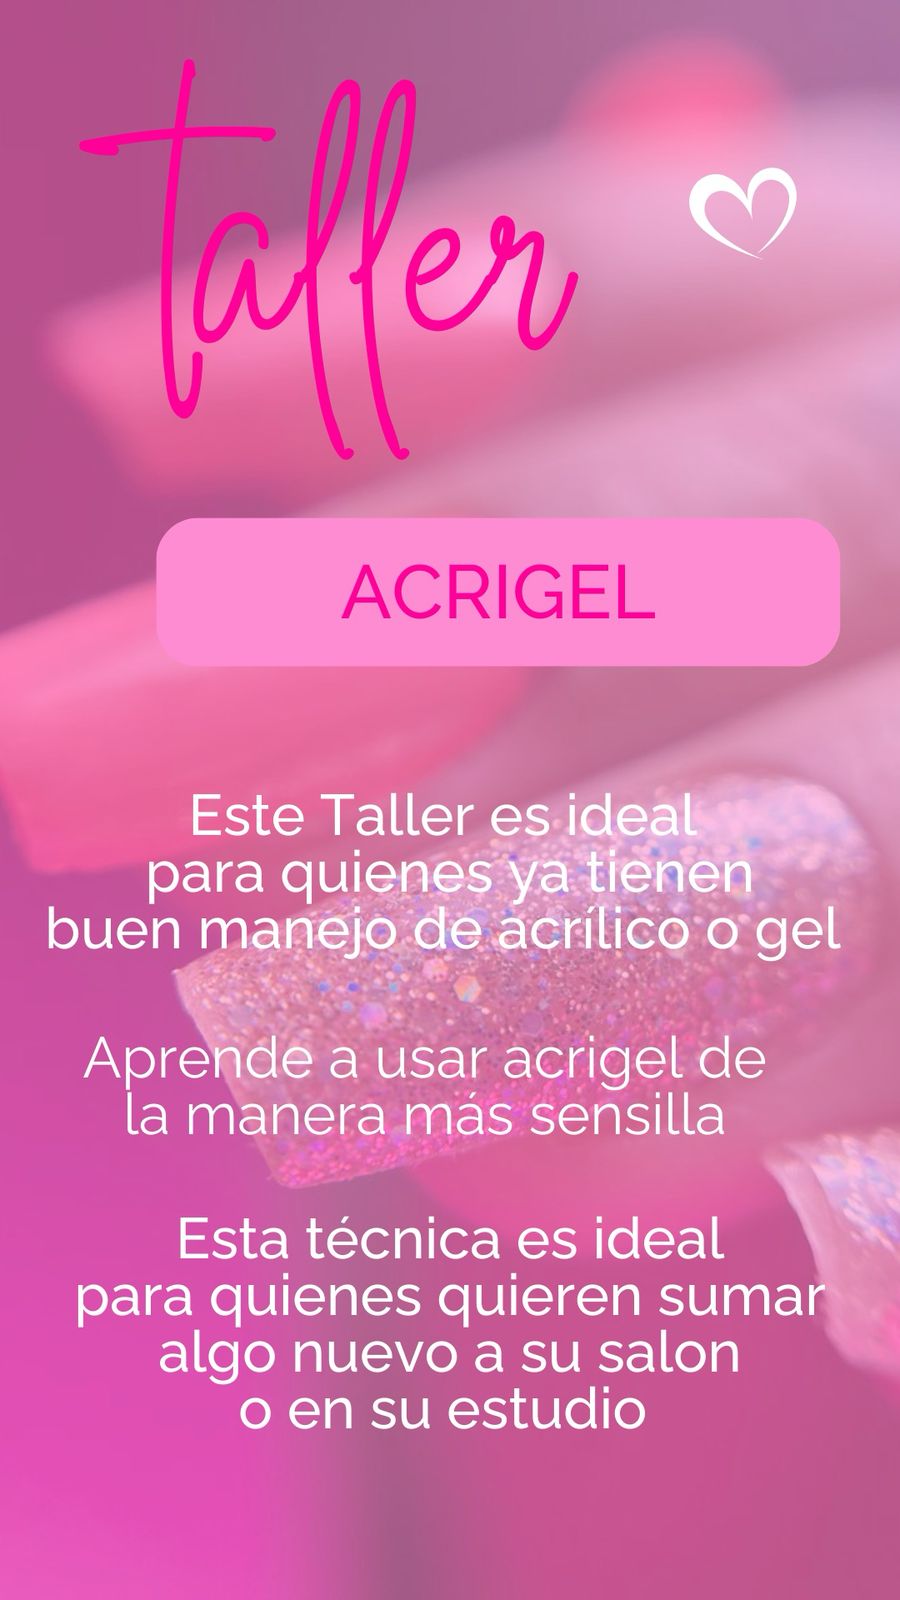 taller
ACRIGEL
Este Taller es ideal
para quienes ya tienen
buen manejo de acrílico o gel
Aprende a usar acrigel de
la manera más sensilla
Esta técnica es ideal
para quienes quieren sumar
algo nuevo a su salon
o en su estudio